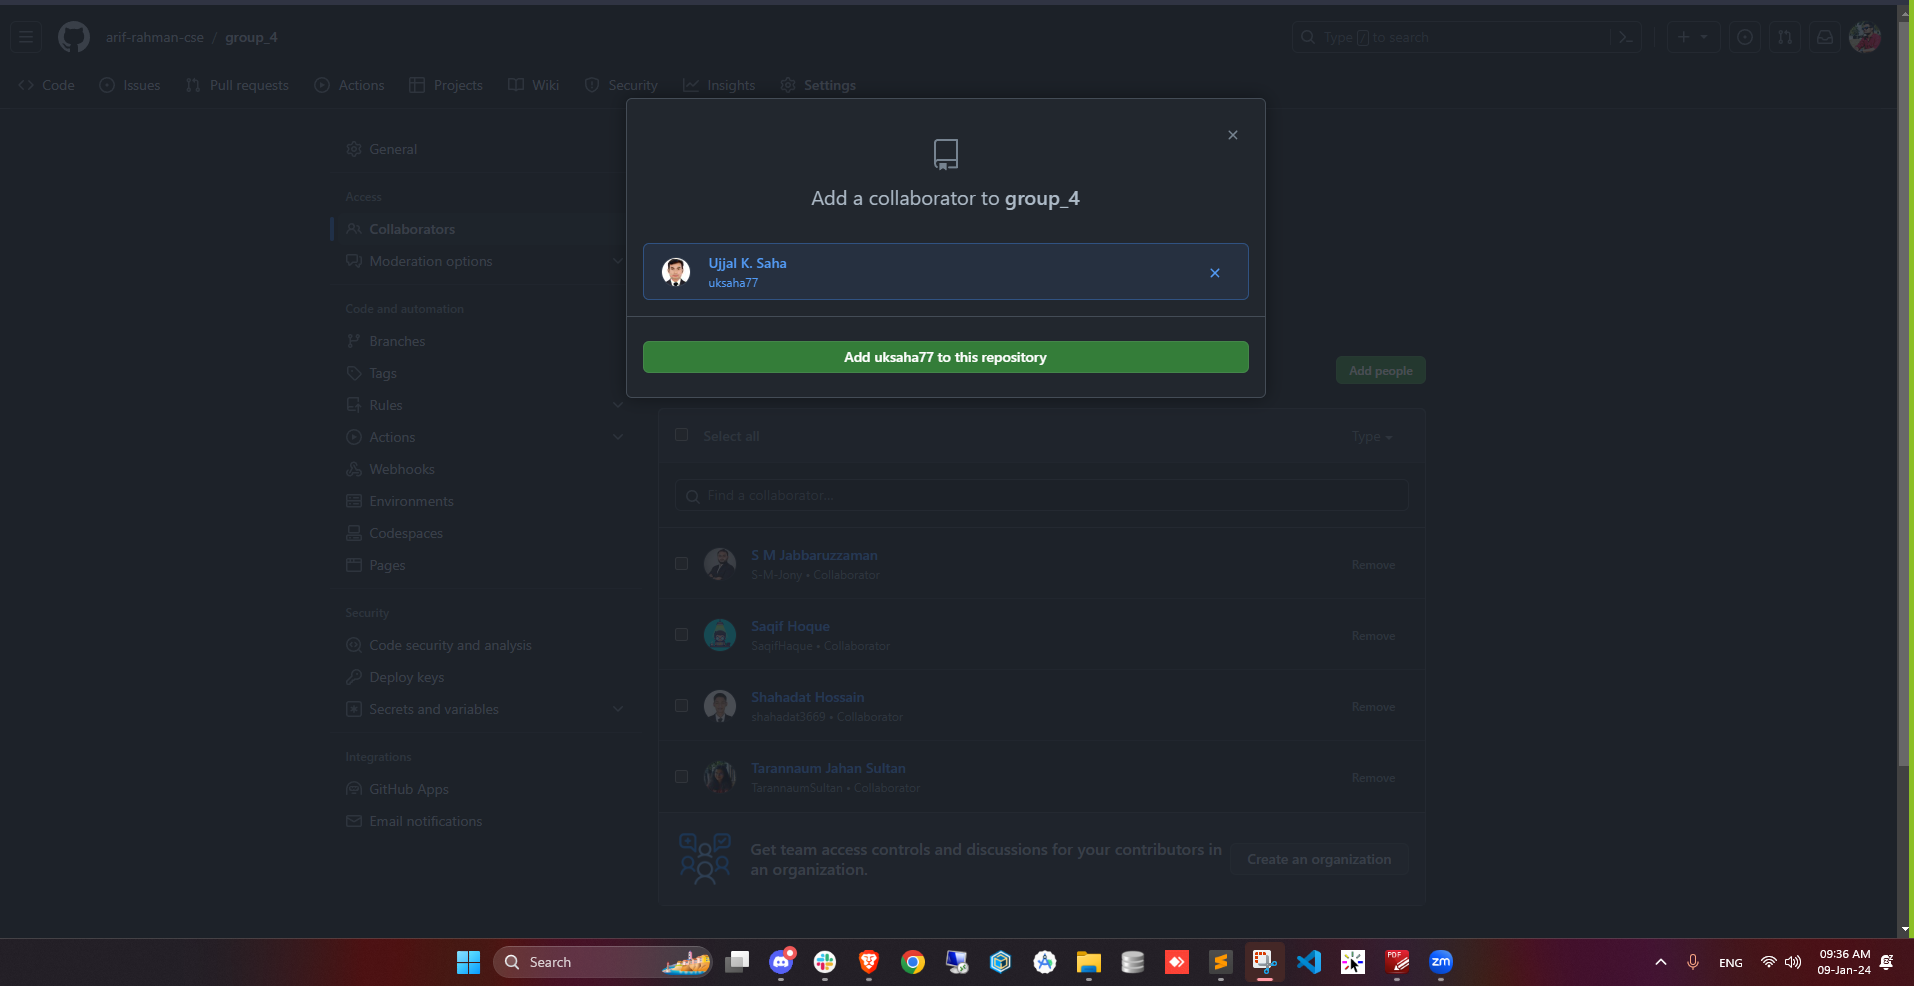 arif-rahman-cse / group_4
Type / to search
Code
Issues
Pull requests
Actions
Projects
Wiki
Security
Insights
Settings
General
Access
Collaborators
Moderation options
Code and automation
Branches
Tags
Rules
Actions
Webhooks
Environments
Codespaces
Pages
Security
Code security and analysis
Deploy keys
Secrets and variables
Integrations
GitHub Apps
Email notifications
Add a collaborator to group_4
Ujjal K. Saha
uksaha77
Add uksaha77 to this repository
Add people
Select all
Type
Find a collaborator...
S M Jabbaruzzaman
S-M-Jony • Collaborator
Remove
Saqif Hoque
SaqifHaque • Collaborator
Remove
Shahadat Hossain
shahadat3669 • Collaborator
Remove
Tarannaum Jahan Sultan
TarannaumSultan • Collaborator
Remove
Get team access controls and discussions for your contributors in
an organization.
Create an organization
Search
PDF
zm
ENG
09:36 AM
09-Jan-24